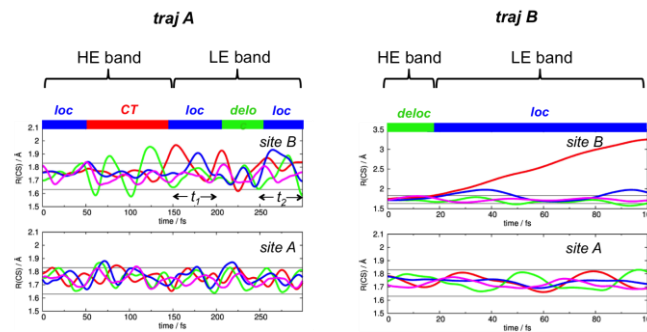 traj A
HE band LE band
loc CT loc delo loc
2.1
2
1.9
1.8
1.7
1.6
1.5
R(CS) / Å
site B
t1 t2
0 50 100 150 200 250
time / fs
2.1
2
1.9
1.8
1.7
1.6
1.5
R(CS) / Å
site A
0 50 100 150 200 250
time / fs
traj B
HE band LE band
deloc loc
3.5
3
2.5
2
1.5
R(CS) / Å
site B
0 20 40 60 80 100
time / fs
2.1
2
1.9
1.8
1.7
1.6
1.5
R(CS) / Å
site A
0 20 40 60 80 100
time / fs